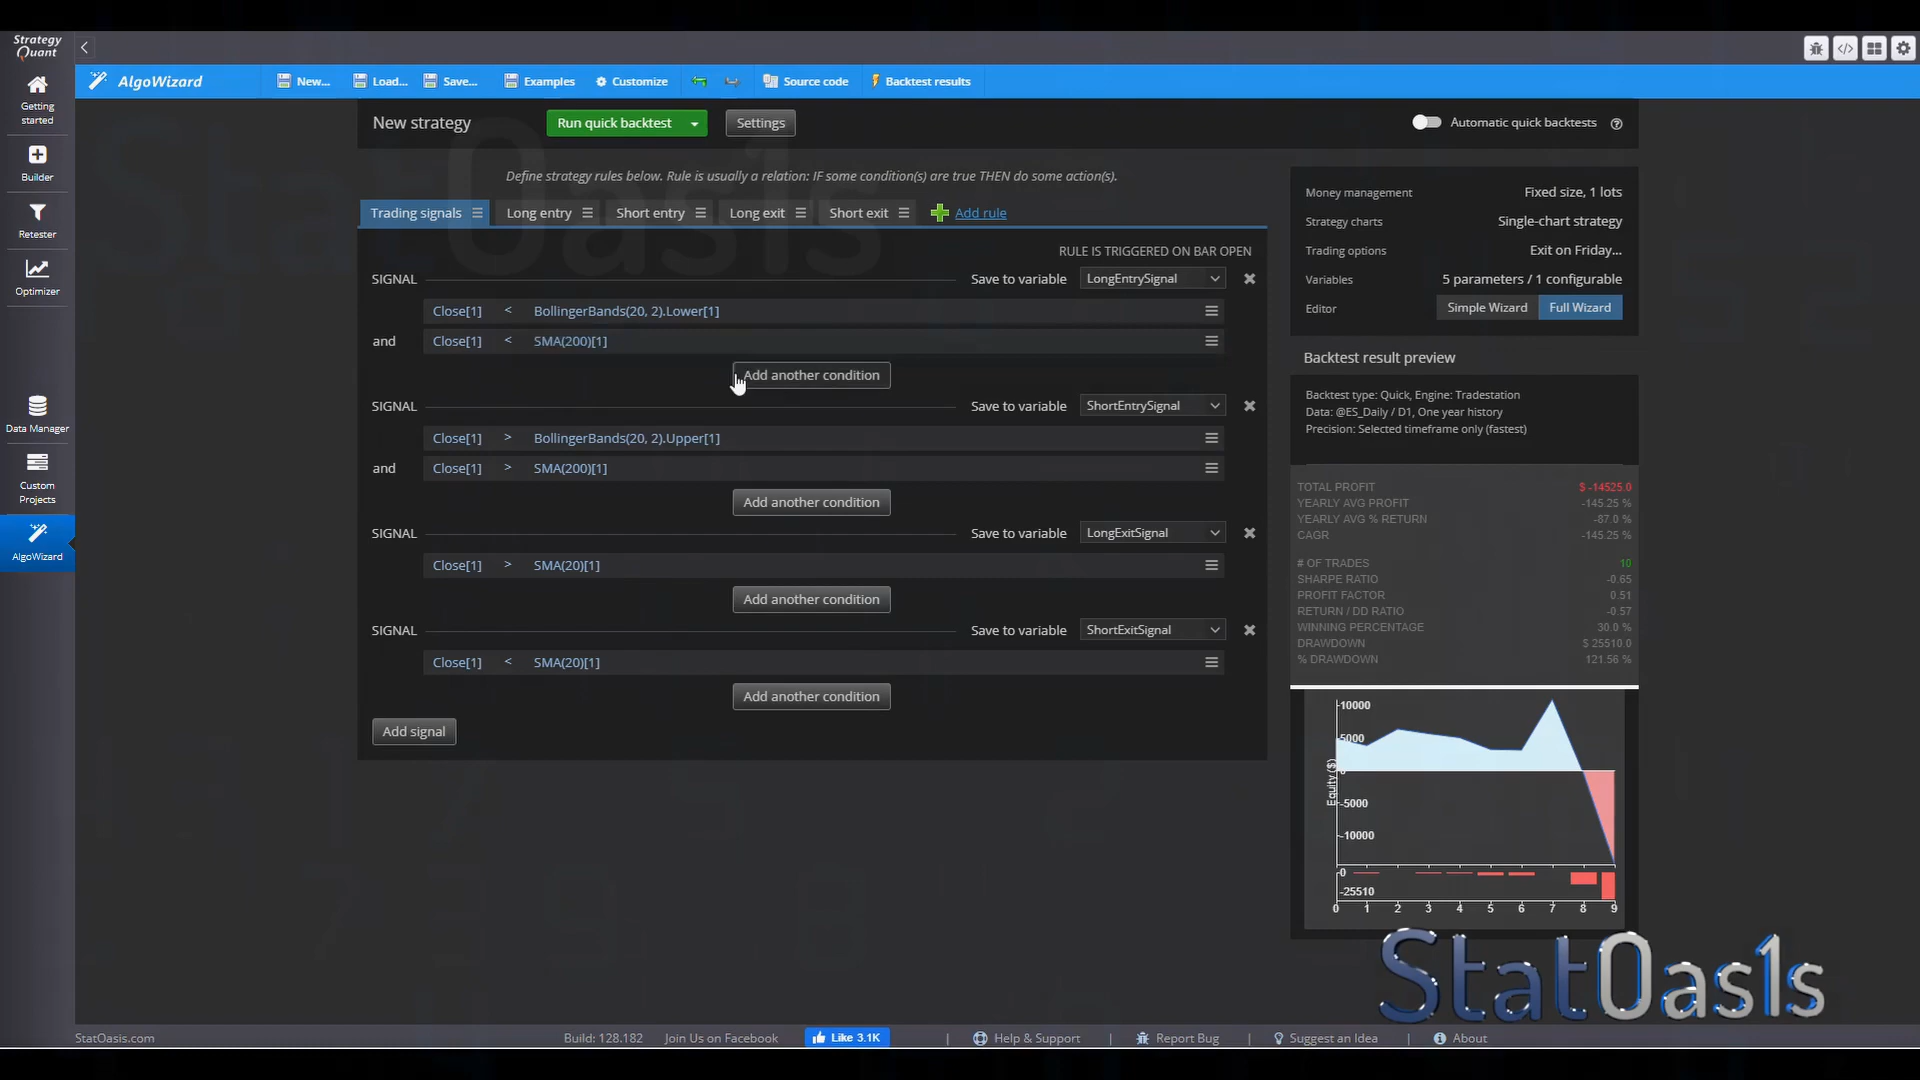 Strategy
Quant
AlgoWizard
New...
Load...
Save...
Examples
Customize
Source code
Backtest results
Getting
started
Builder
Retester
Optimizer
Data Manager
Custom
Projects
AlgoWizard
New strategy
Run quick backtest
Settings
Automatic quick backtests
Define strategy rules below. Rule is usually a relation: IF some condition(s) are true THEN do some action(s).
Trading signals
Long entry
Short entry
Long exit
Short exit
Add rule
RULE IS TRIGGERED ON BAR OPEN
SIGNAL Save to variable LongEntrySignal
Close[1] < BollingerBands(20, 2).Lower[1]
and Close[1] < SMA(200)[1]
Add another condition
SIGNAL Save to variable ShortEntrySignal
Close[1] > BollingerBands(20, 2).Upper[1]
and Close[1] > SMA(200)[1]
Add another condition
SIGNAL Save to variable LongExitSignal
Close[1] > SMA(20)[1]
Add another condition
SIGNAL Save to variable ShortExitSignal
Close[1] < SMA(20)[1]
Add another condition
Add signal
Money management Fixed size, 1 lots
Strategy charts Single-chart strategy
Trading options Exit on Friday...
Variables 5 parameters / 1 configurable
Editor Simple Wizard Full Wizard
Backtest result preview
Backtest type: Quick, Engine: Tradestation
Data: @ES_Daily / D1, One year history
Precision: Selected timeframe only (fastest)
TOTAL PROFIT $ -14525.0
YEARLY AVG PROFIT -145.25 %
YEARLY AVG % RETURN -87.0 %
CAGR -145.25 %
# OF TRADES 10
SHARPE RATIO -0.65
PROFIT FACTOR 0.51
RETURN / DD RATIO -0.57
WINNING PERCENTAGE 30.0 %
DRAWDOWN $ 25510.0
% DRAWDOWN 121.56 %
10000
5000
0
-5000
-10000
Equity ($)
0
-25510
0 1 2 3 4 5 6 7 8 9
StatOas1s
StatOasis.com
Build: 128.182
Join Us on Facebook
Like 3.1K
Help & Support
Report Bug
Suggest an Idea
About